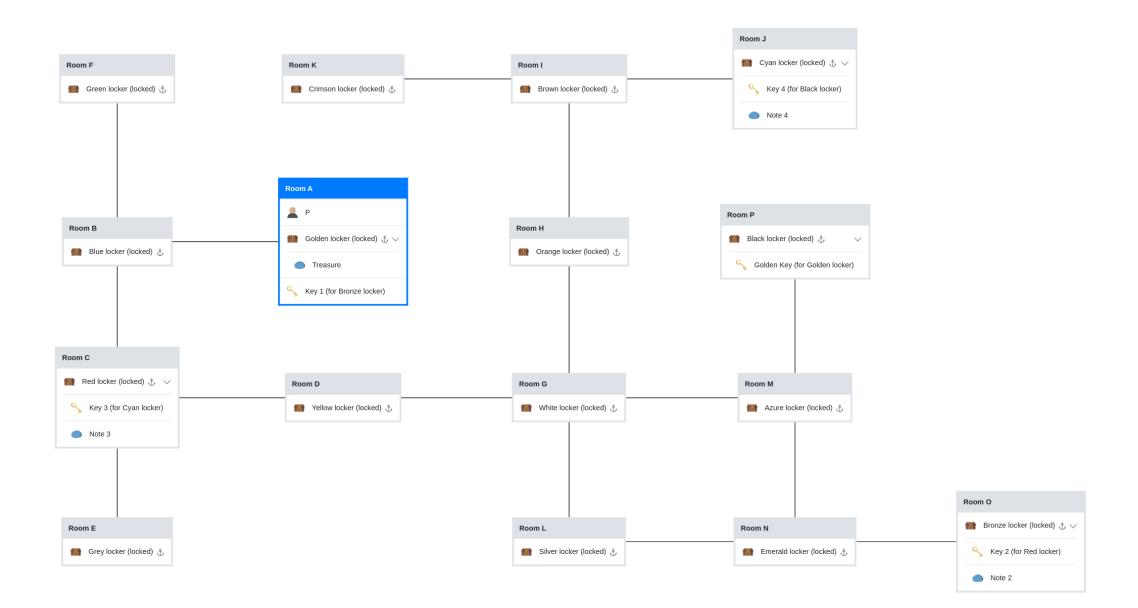 Room F
Green locker (locked)
Room K
Crimson locker (locked)
Room I
Brown locker (locked)
Room J
Cyan locker (locked)
Key 4 (for Black locker)
Note 4
Room A
P
Golden locker (locked)
Treasure
Key 1 (for Bronze locker)
Room B
Blue locker (locked)
Room H
Orange locker (locked)
Room P
Black locker (locked)
Golden Key (for Golden locker)
Room C
Red locker (locked)
Key 3 (for Cyan locker)
Note 3
Room D
Yellow locker (locked)
Room G
White locker (locked)
Room M
Azure locker (locked)
Room E
Grey locker (locked)
Room L
Silver locker (locked)
Room N
Emerald locker (locked)
Room O
Bronze locker (locked)
Key 2 (for Red locker)
Note 2